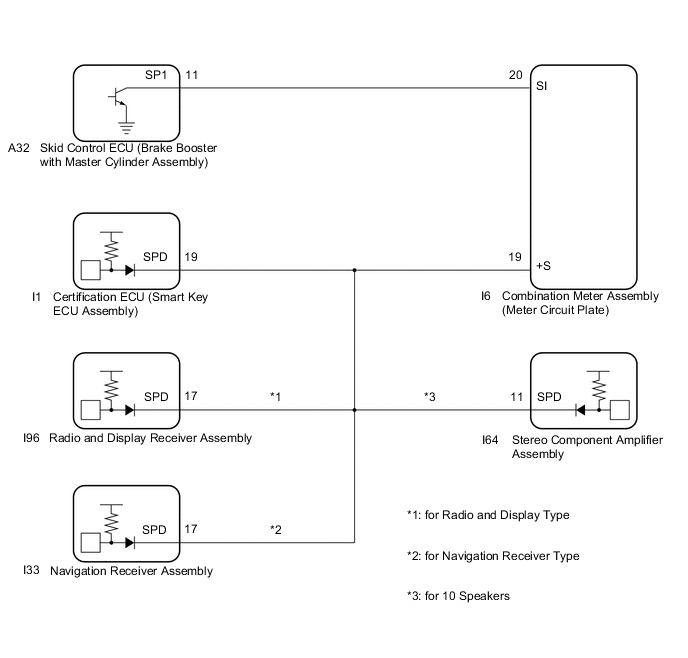 SP1 11 20
SI
A32 Skid Control ECU (Brake Booster
with Master Cylinder Assembly)
SPD 19 19
+S
I1 Certification ECU (Smart Key
ECU Assembly)
I6 Combination Meter Assembly
(Meter Circuit Plate)
SPD 17 *1 *3 11 SPD
I96 Radio and Display Receiver Assembly
I64 Stereo Component Amplifier
Assembly
SPD 17 *2
I33 Navigation Receiver Assembly
*1: for Radio and Display Type
*2: for Navigation Receiver Type
*3: for 10 Speakers